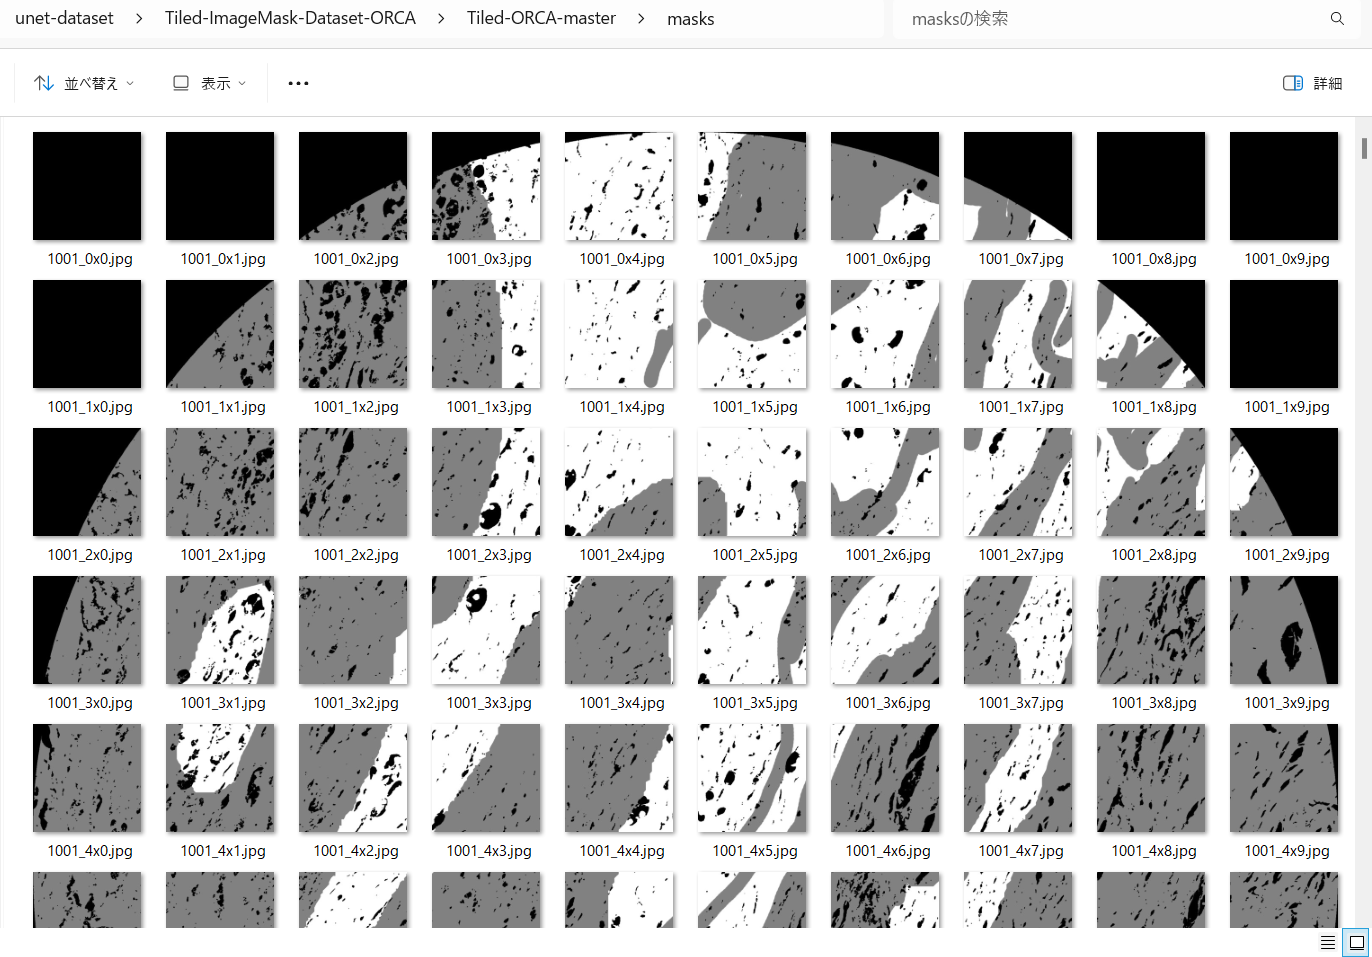 unet-dataset > Tiled-ImageMask-Dataset-ORCA > Tiled-ORCA-master > masks
masksの検索
並べ替え 表示 ••• 詳細
1001_0x0.jpg 1001_0x1.jpg 1001_0x2.jpg 1001_0x3.jpg 1001_0x4.jpg 1001_0x5.jpg 1001_0x6.jpg 1001_0x7.jpg 1001_0x8.jpg 1001_0x9.jpg
1001_1x0.jpg 1001_1x1.jpg 1001_1x2.jpg 1001_1x3.jpg 1001_1x4.jpg 1001_1x5.jpg 1001_1x6.jpg 1001_1x7.jpg 1001_1x8.jpg 1001_1x9.jpg
1001_2x0.jpg 1001_2x1.jpg 1001_2x2.jpg 1001_2x3.jpg 1001_2x4.jpg 1001_2x5.jpg 1001_2x6.jpg 1001_2x7.jpg 1001_2x8.jpg 1001_2x9.jpg
1001_3x0.jpg 1001_3x1.jpg 1001_3x2.jpg 1001_3x3.jpg 1001_3x4.jpg 1001_3x5.jpg 1001_3x6.jpg 1001_3x7.jpg 1001_3x8.jpg 1001_3x9.jpg
1001_4x0.jpg 1001_4x1.jpg 1001_4x2.jpg 1001_4x3.jpg 1001_4x4.jpg 1001_4x5.jpg 1001_4x6.jpg 1001_4x7.jpg 1001_4x8.jpg 1001_4x9.jpg